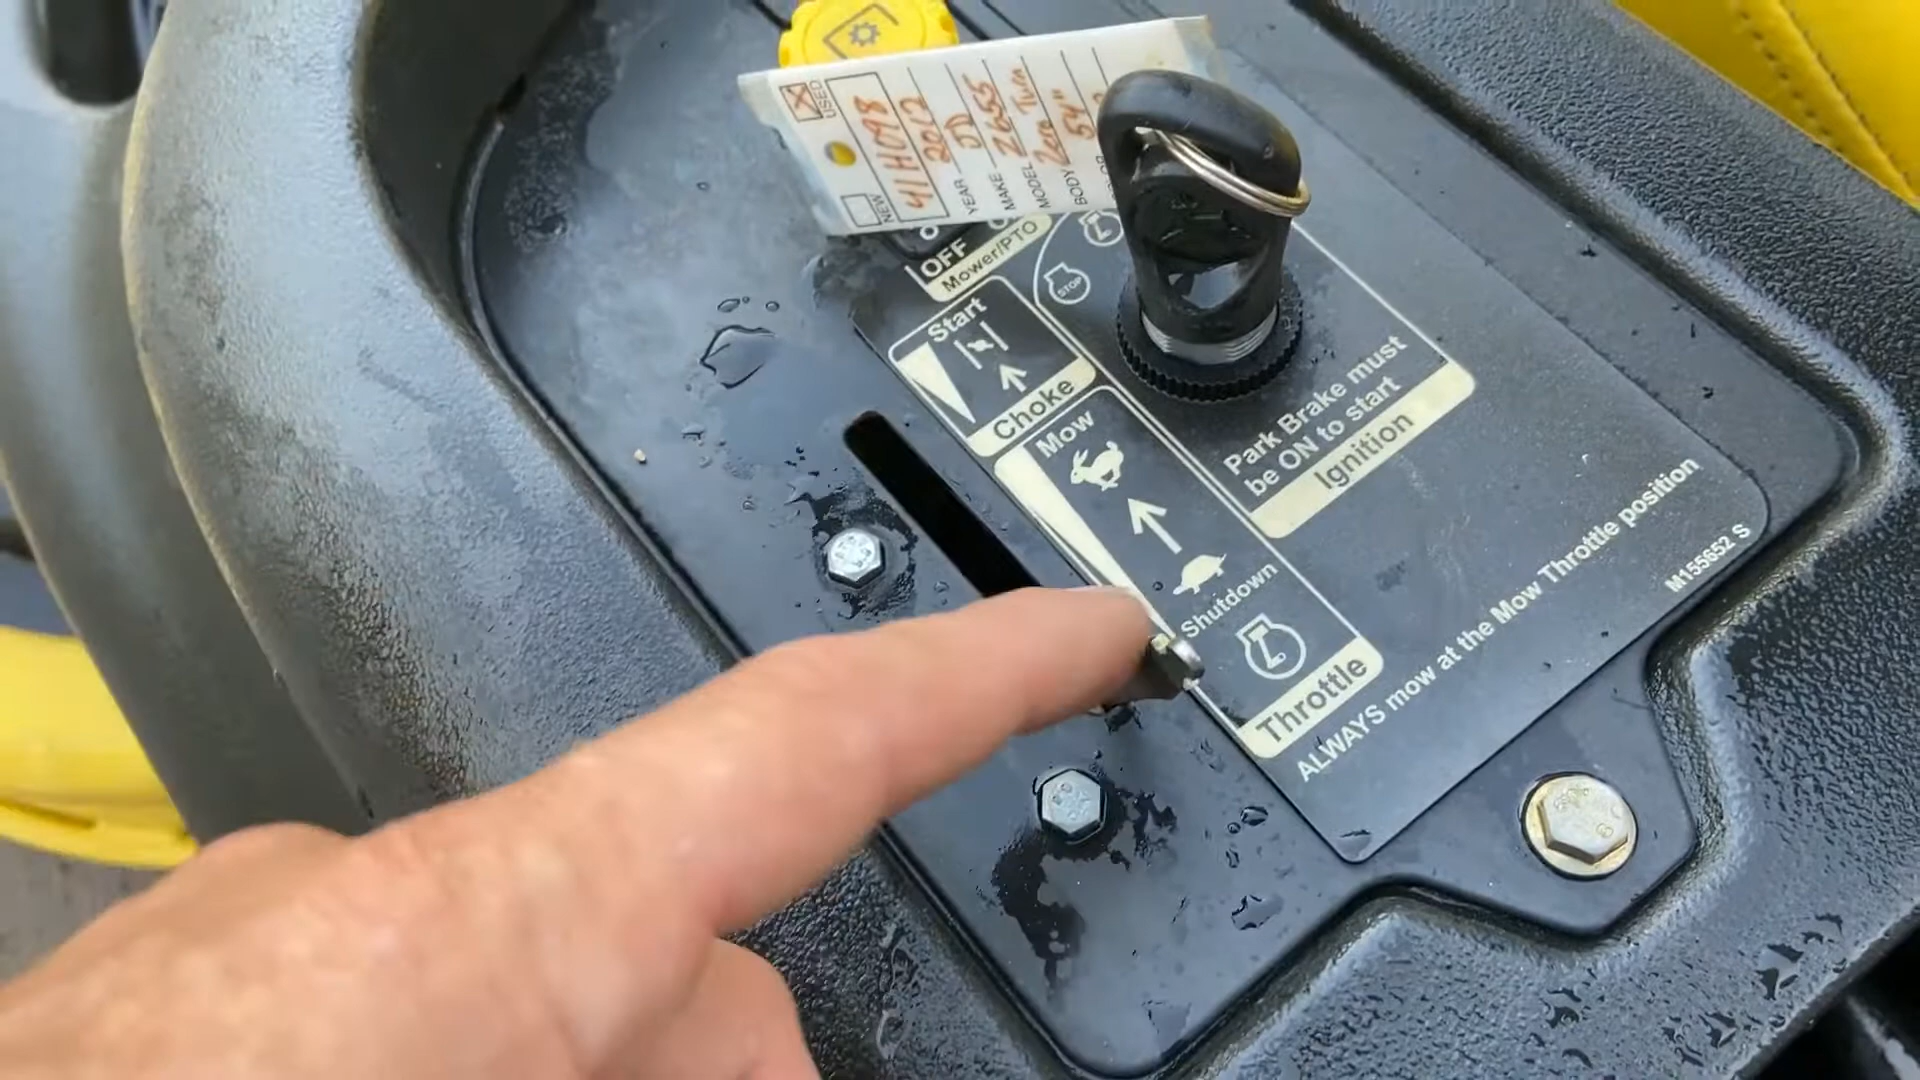 USED
NEW
41H098
YEAR 2012
MAKE JD
MODEL Z655
BODY Zero Turn
54"
OFF
Mower/PTO
STOP
Start
Choke
Mow
Shutdown
Throttle
Park Brake must
be ON to start
Ignition
ALWAYS mow at the Mow Throttle position
M155652 S